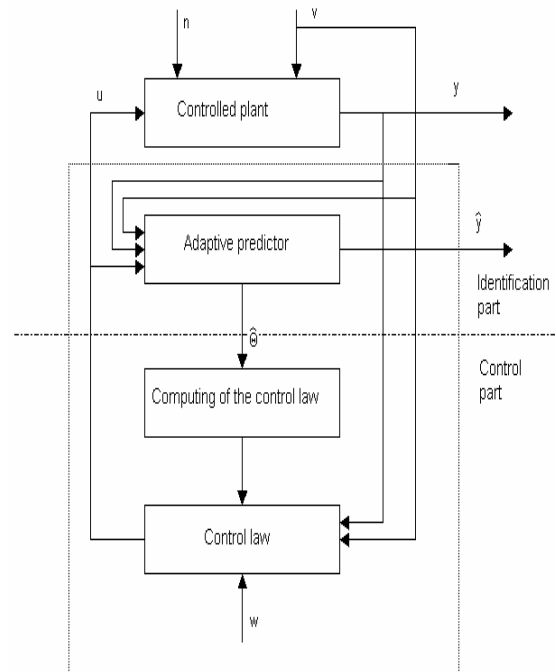 n
v
u
y
Controlled plant
Adaptive predictor
ŷ
Identification
part
Θ̂
Control
part
Computing of the control law
Control law
w